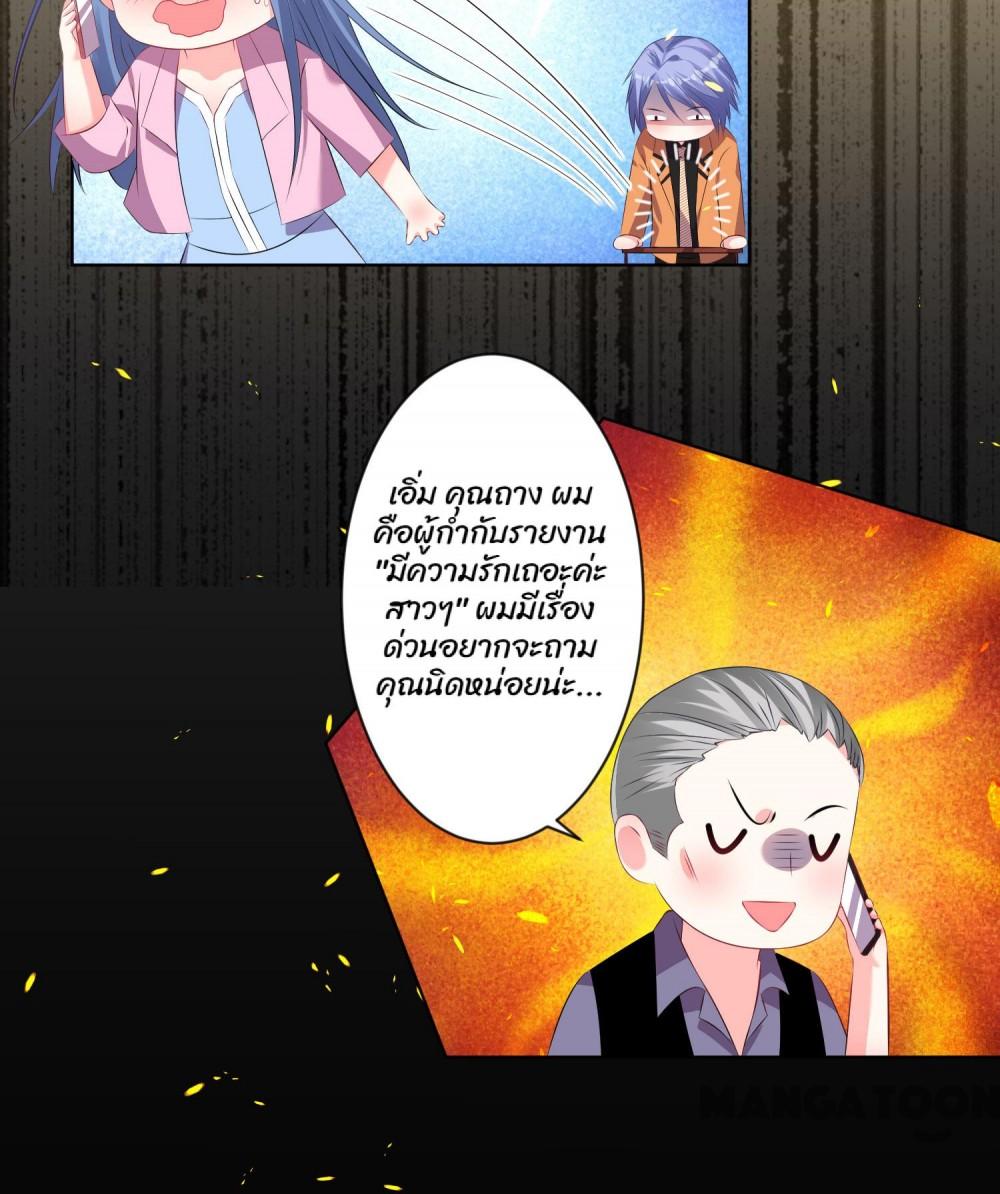 เอิ่ม คุณถาง ผม
คือผู้กำกับรายงาน
"มีความรักเถอะค่ะ
สาวๆ" ผมมีเรื่อง
ด่วนอยากจะถาม
คุณนิดหน่อยน่ะ...
MANGATOON